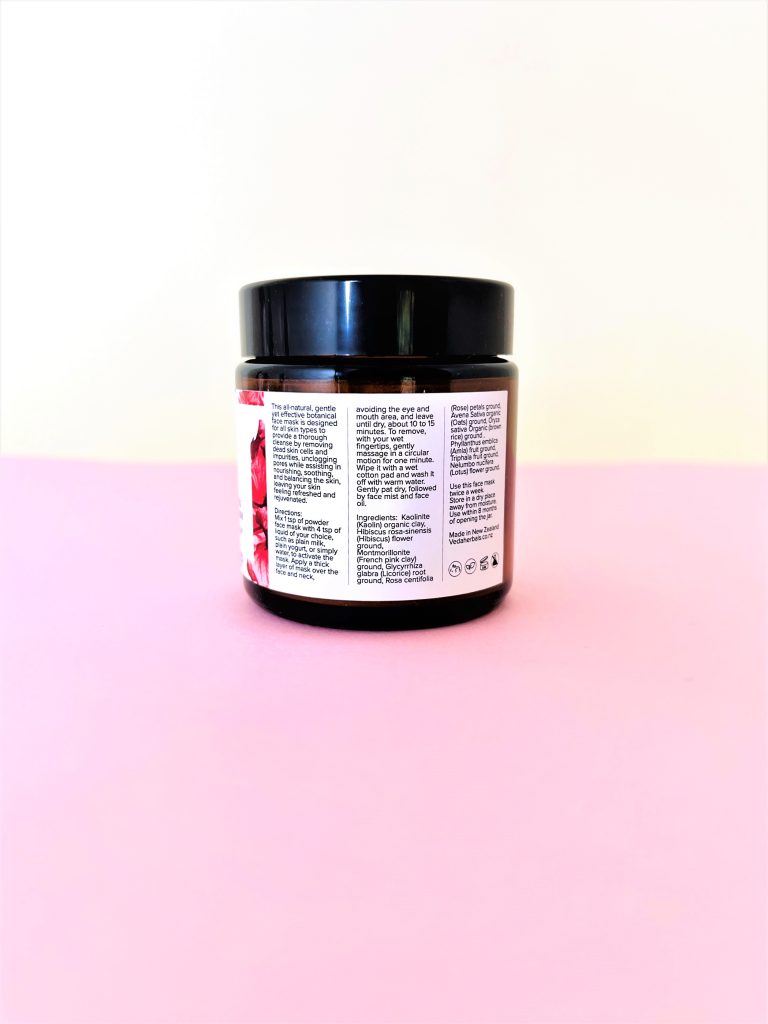 This all-natural, gentle
yet effective botanical
face mask is designed
for all skin types to
provide a thorough
cleanse by removing
dead skin cells and
impurities, unclogging
pores while assisting in
nourishing, soothing,
and balancing the skin,
leaving your skin
feeling refreshed and
rejuvenated.
Directions:
Mix 1 tsp of powder
face mask with 4 tsp of
liquid of your choice,
such as plain milk,
plain yogurt, or simply
water, to activate the
mask. Apply a thick
layer of mask over the
face and neck,
avoiding the eye and
mouth area, and leave
until dry, about 10 to 15
minutes. To remove,
with your wet
fingertips, gently
massage in a circular
motion for one minute.
Wipe it with a wet
cotton pad and wash it
off with warm water.
Gently pat dry, followed
by face mist and face
oil.
Ingredients: Kaolinite
(Kaolin) organic clay,
Hibiscus rosa-sinensis
(Hibiscus) flower
ground,
Montmorillonite
(French pink clay)
ground, Glycyrrhiza
glabra (Licorice) root
ground, Rosa centifolia
(Rose) petals ground,
Avena Sativa organic
(Oats) ground, Oryza
sativa Organic (brown
rice) ground ,
Phyllanthus emblica
(Amla) fruit ground,
Triphala fruit ground,
Nelumbo nucifera
(Lotus) flower ground.
Use this face mask
twice a week.
Store in a dry place
away from moisture.
Use within 8 months
of opening the jar.
Made in New Zealand
Vedaherbals.co.nz